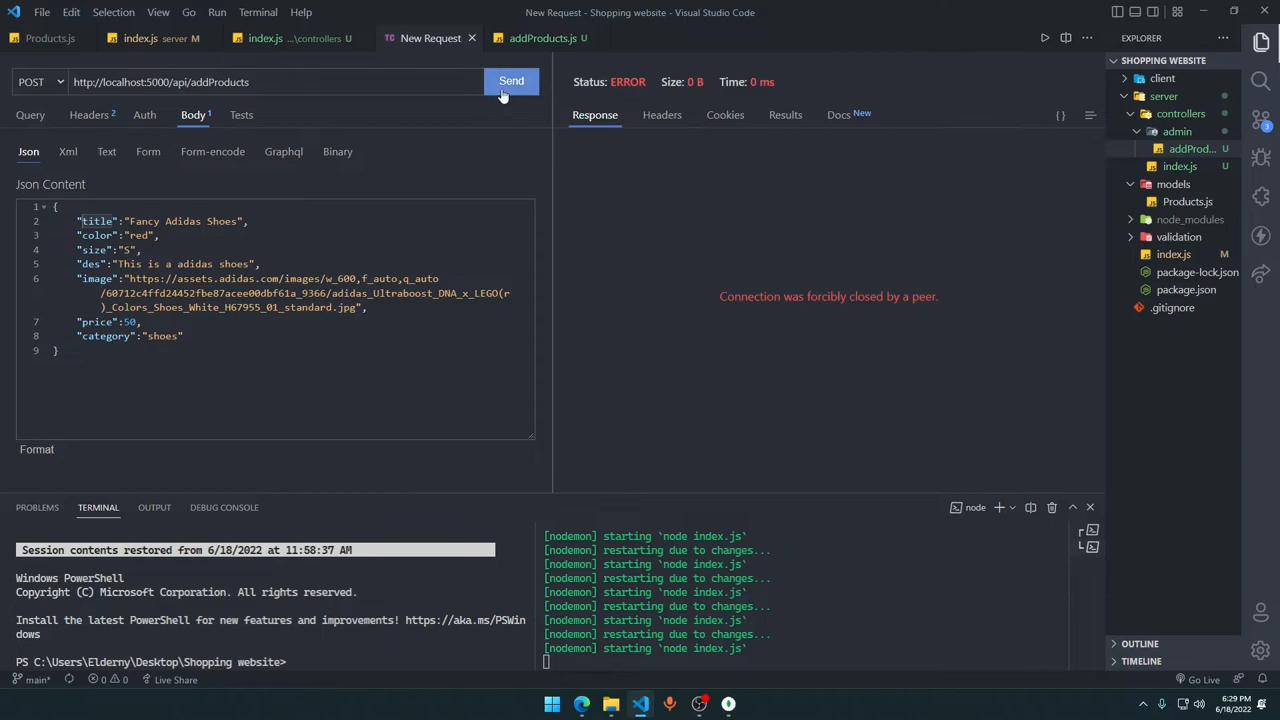 File Edit Selection View Go Run Terminal Help New Request - Shopping website - Visual Studio Code
Products.js index.js server M index.js ...\controllers U TC New Request addProducts.js U
EXPLORER
POST http://localhost:5000/api/addProducts Send
Status: ERROR Size: 0 B Time: 0 ms
Query Headers 2 Auth Body 1 Tests
Response Headers Cookies Results Docs New {}
Json Xml Text Form Form-encode Graphql Binary
Json Content
1 {
2 "title":"Fancy Adidas Shoes",
3 "color":"red",
4 "size":"S",
5 "des":"This is a adidas shoes",
6 "image":"https://assets.adidas.com/images/w_600,f_auto,q_auto
/60712c4ffd24452fbe87acee00dbf61a_9366/adidas_Ultraboost_DNA_x_LEGO(r
)_Colors_Shoes_White_H67955_01_standard.jpg",
7 "price":50,
8 "category":"shoes"
9 }
Format
Connection was forcibly closed by a peer.
SHOPPING WEBSITE
client
server
controllers
admin
JS addProd... U
JS index.js U
models
JS Products.js
node_modules
validation
JS index.js M
package-lock.json
package.json
.gitignore
3
PROBLEMS TERMINAL OUTPUT DEBUG CONSOLE node
Session contents restored from 6/18/2022 at 11:58:37 AM
Windows PowerShell
Copyright (C) Microsoft Corporation. All rights reserved.
Install the latest PowerShell for new features and improvements! https://aka.ms/PSWin
dows
PS C:\Users\Elderny\Desktop\Shopping website>
[nodemon] starting `node index.js`
[nodemon] restarting due to changes...
[nodemon] starting `node index.js`
[nodemon] restarting due to changes...
[nodemon] starting `node index.js`
[nodemon] restarting due to changes...
[nodemon] starting `node index.js`
[nodemon] restarting due to changes...
[nodemon] starting `node index.js`
OUTLINE
TIMELINE
main* 0 0 Live Share Go Live
6:29 PM
6/18/2022